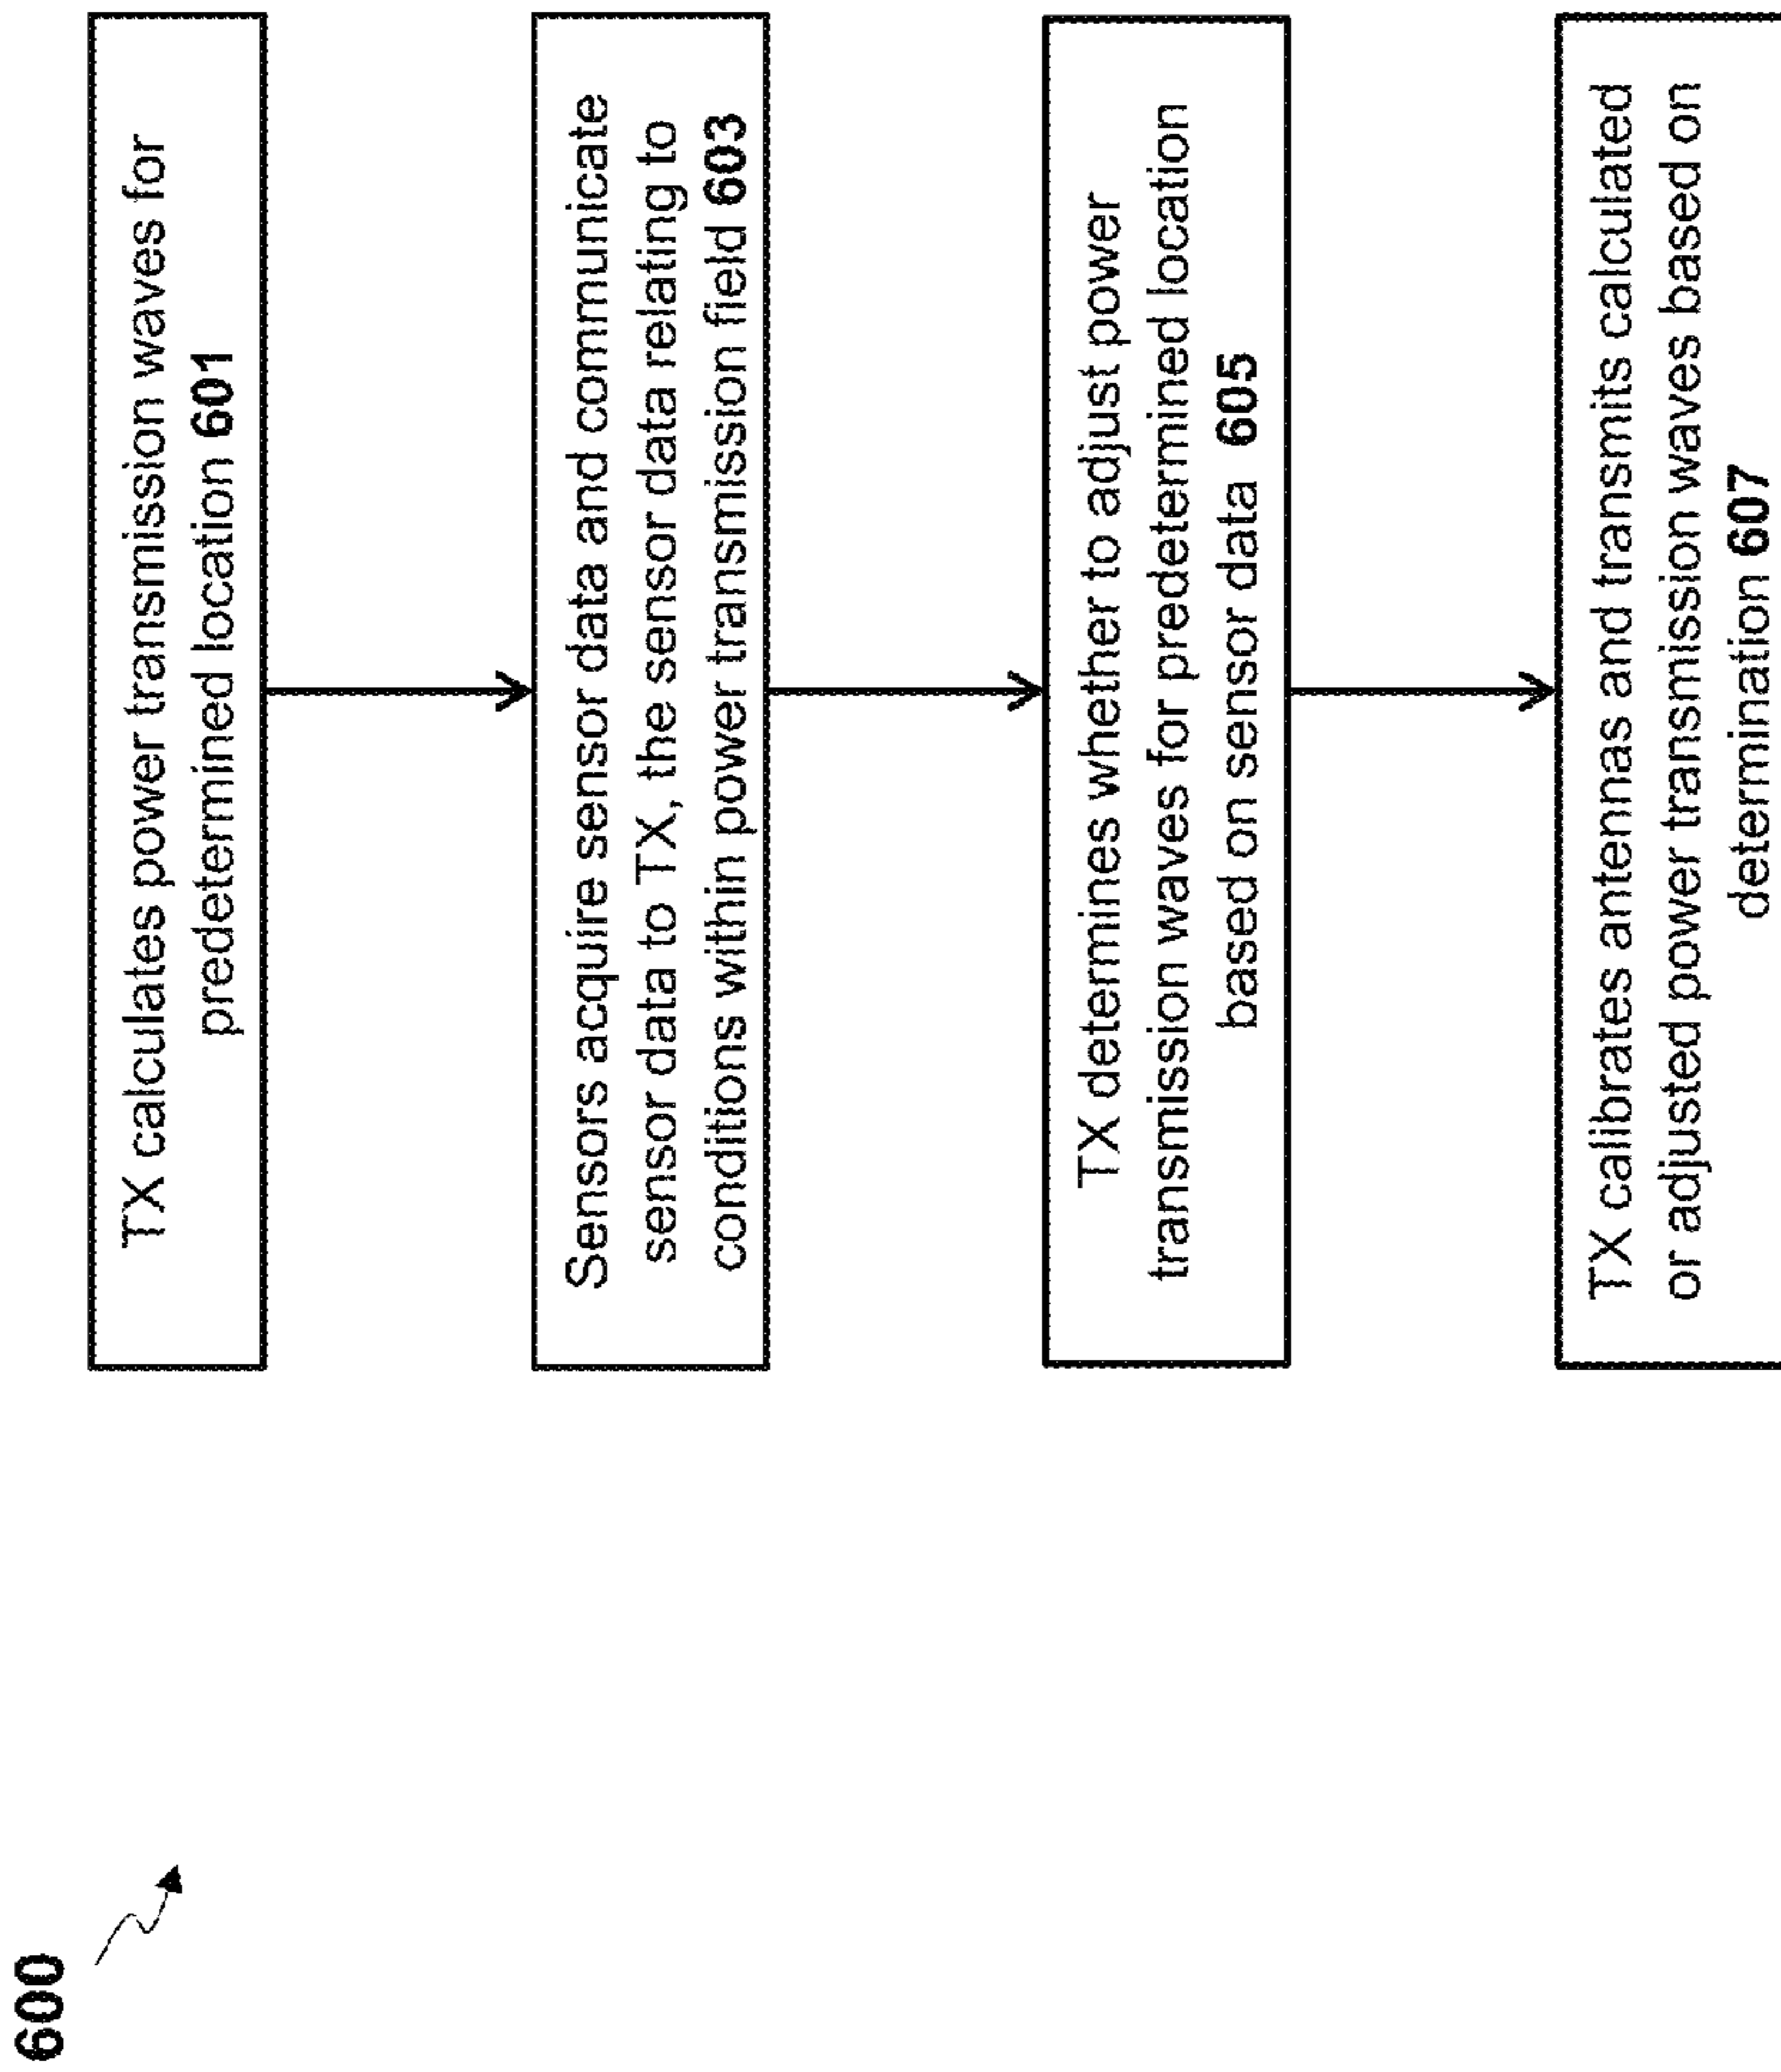 600
TX calculates power transmission waves for
predetermined location 601
Sensors acquire sensor data and communicate
sensor data to TX, the sensor data relating to
conditions within power transmission field 603
TX determines whether to adjust power
transmission waves for predetermined location
based on sensor data 605
TX calibrates antennas and transmits calculated
or adjusted power transmission waves based on
determination 607